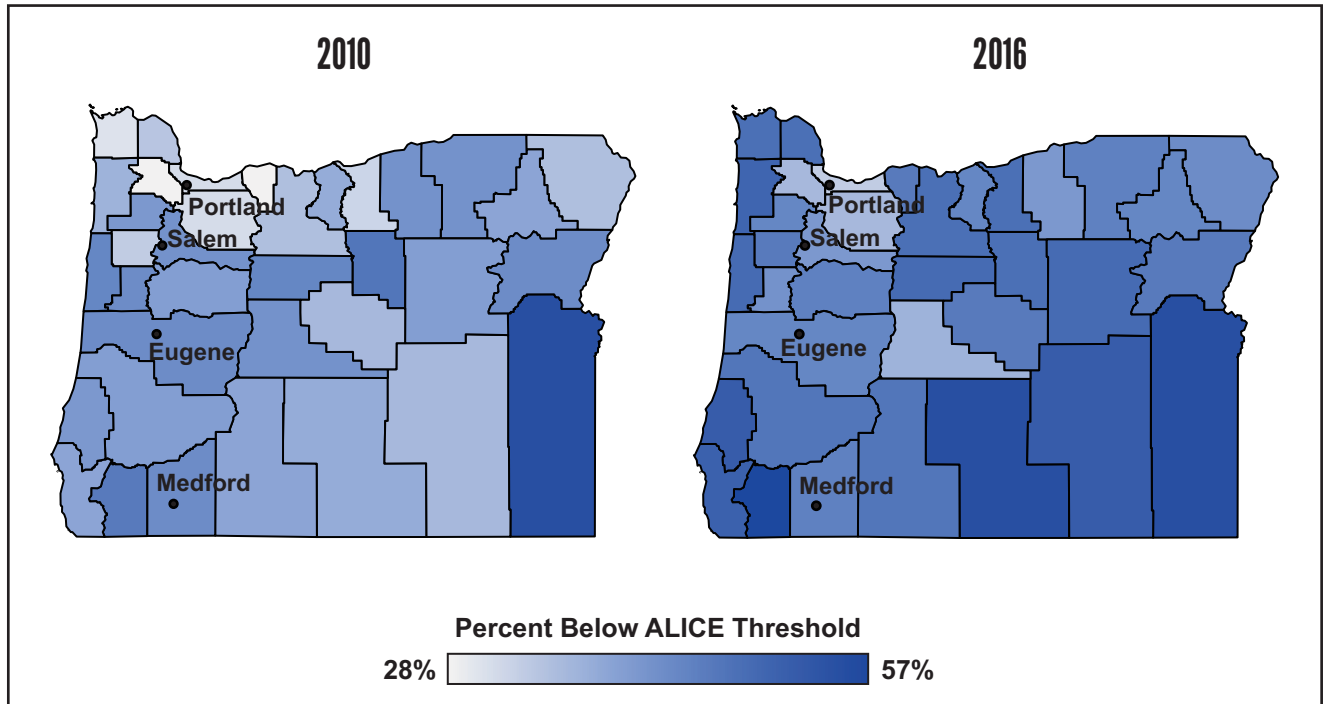 2010
2016
Portland
Salem
Eugene
Medford
Portland
Salem
Eugene
Medford
Percent Below ALICE Threshold
28%
57%